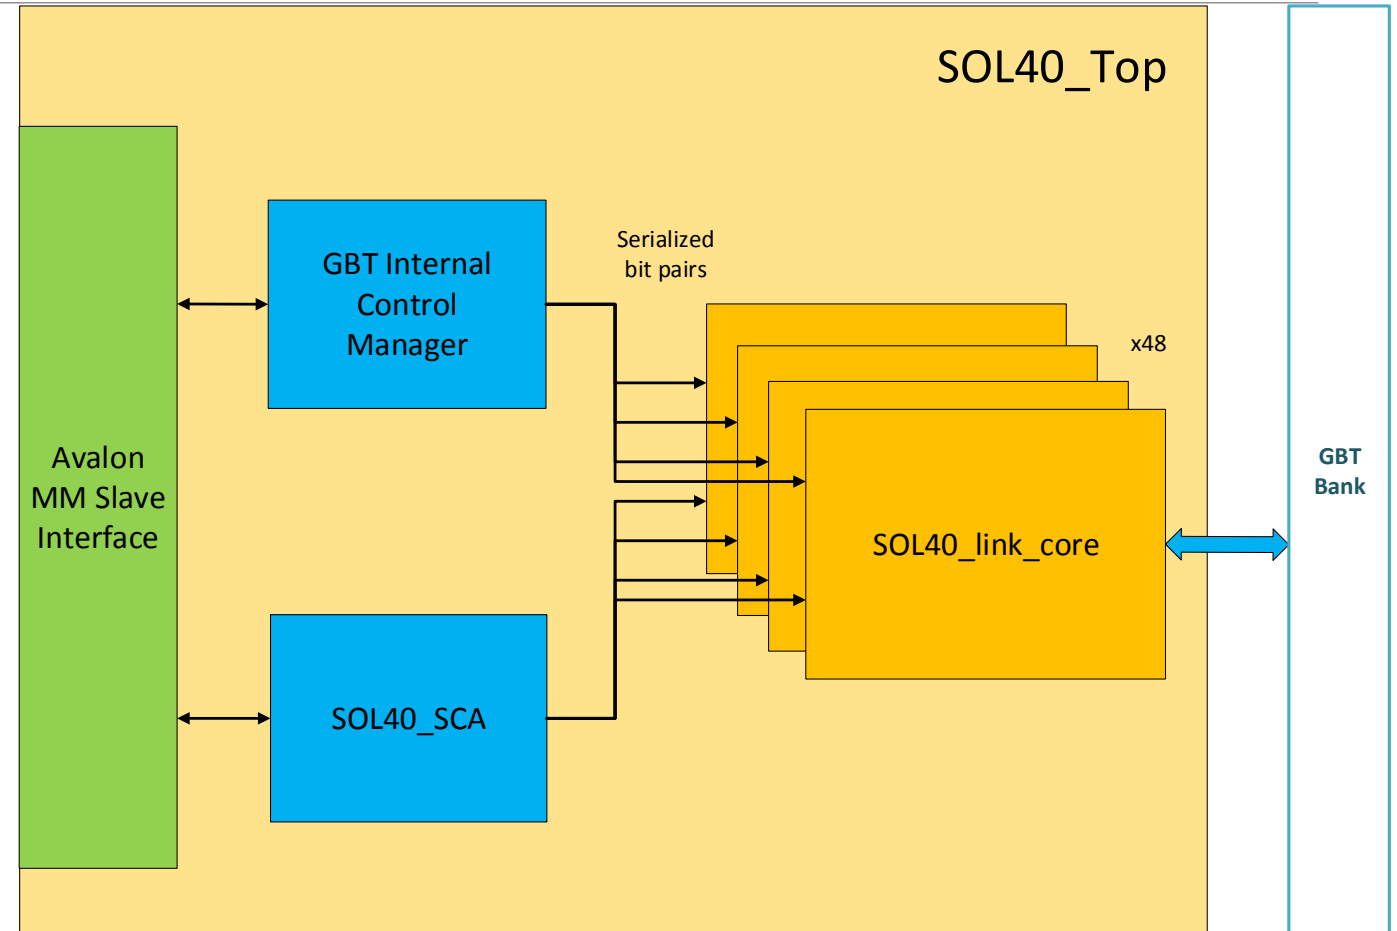 SOL40_Top
Avalon
MM Slave
Interface
GBT Internal
Control
Manager
Serialized
bit pairs
x48
SOL40_link_core
SOL40_SCA
GBT
Bank